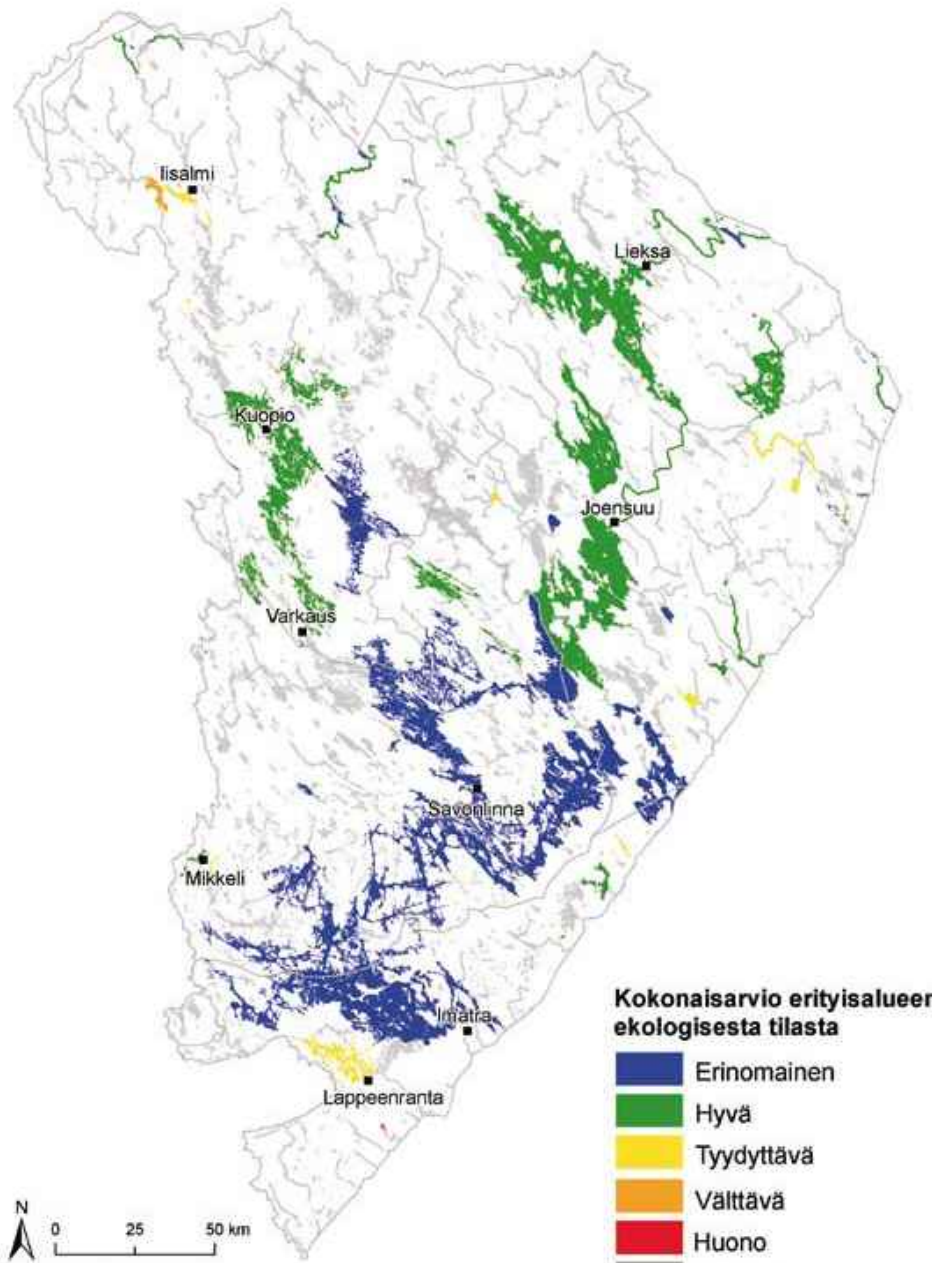 Iisalmi
Lieksa
Kuopio
Joensuu
Varkaus
Savonlinna
Mikkeli
Imatra
Lappeenranta
Kokonaisarvio erityisalueen
ekologisesta tilasta
Erinomainen
Hyvä
Tyydyttävä
Välttävä
Huono
N
0 25 50 km